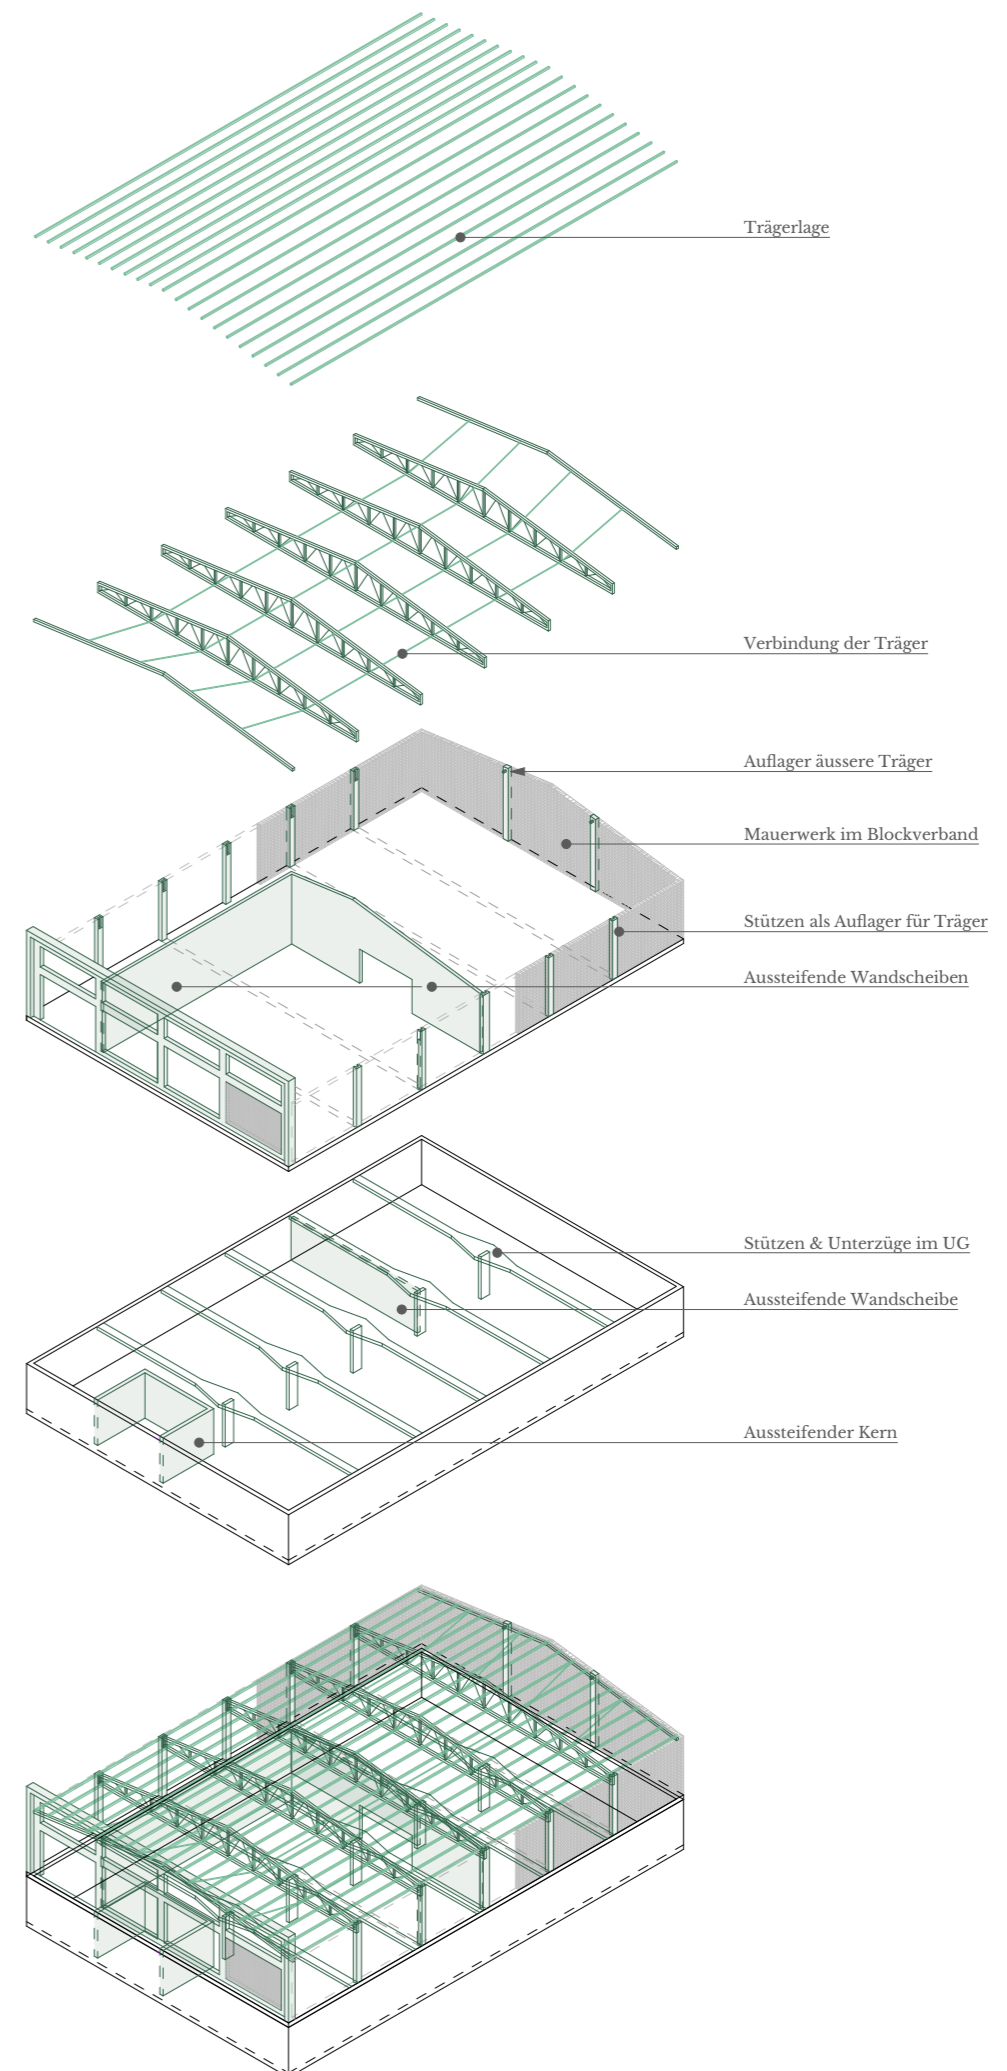 Trägerlage
Verbindung der Träger
Auflager äussere Träger
Mauerwerk im Blockverband
Stützen als Auflager für Träger
Aussteifende Wandscheiben
Stützen & Unterzüge im UG
Aussteifende Wandscheibe
Aussteifender Kern